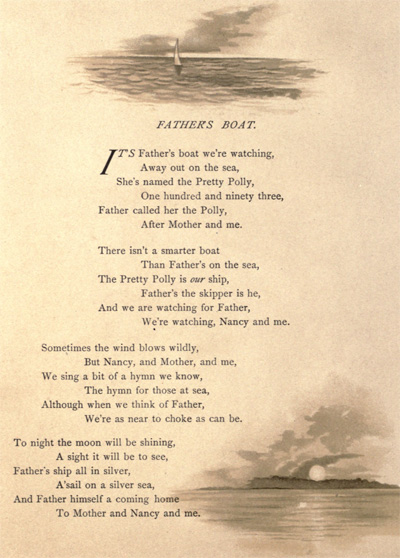 FATHER'S BOAT.
IT'S Father's boat we're watching,
Away out on the sea,
She's named the Pretty Polly,
One hundred and ninety three,
Father called her the Polly,
After Mother and me.
There isn't a smarter boat
Than Father's on the sea,
The Pretty Polly is our ship,
Father's the skipper is he,
And we are watching for Father,
We're watching, Nancy and me.
Sometimes the wind blows wildly,
But Nancy, and Mother, and me,
We sing a bit of a hymn we know,
The hymn for those at sea,
Although when we think of Father,
We're as near to choke as can be.
To night the moon will be shining,
A sight it will be to see,
Father's ship all in silver,
A'sail on a silver sea,
And Father himself a coming home
To Mother and Nancy and me.